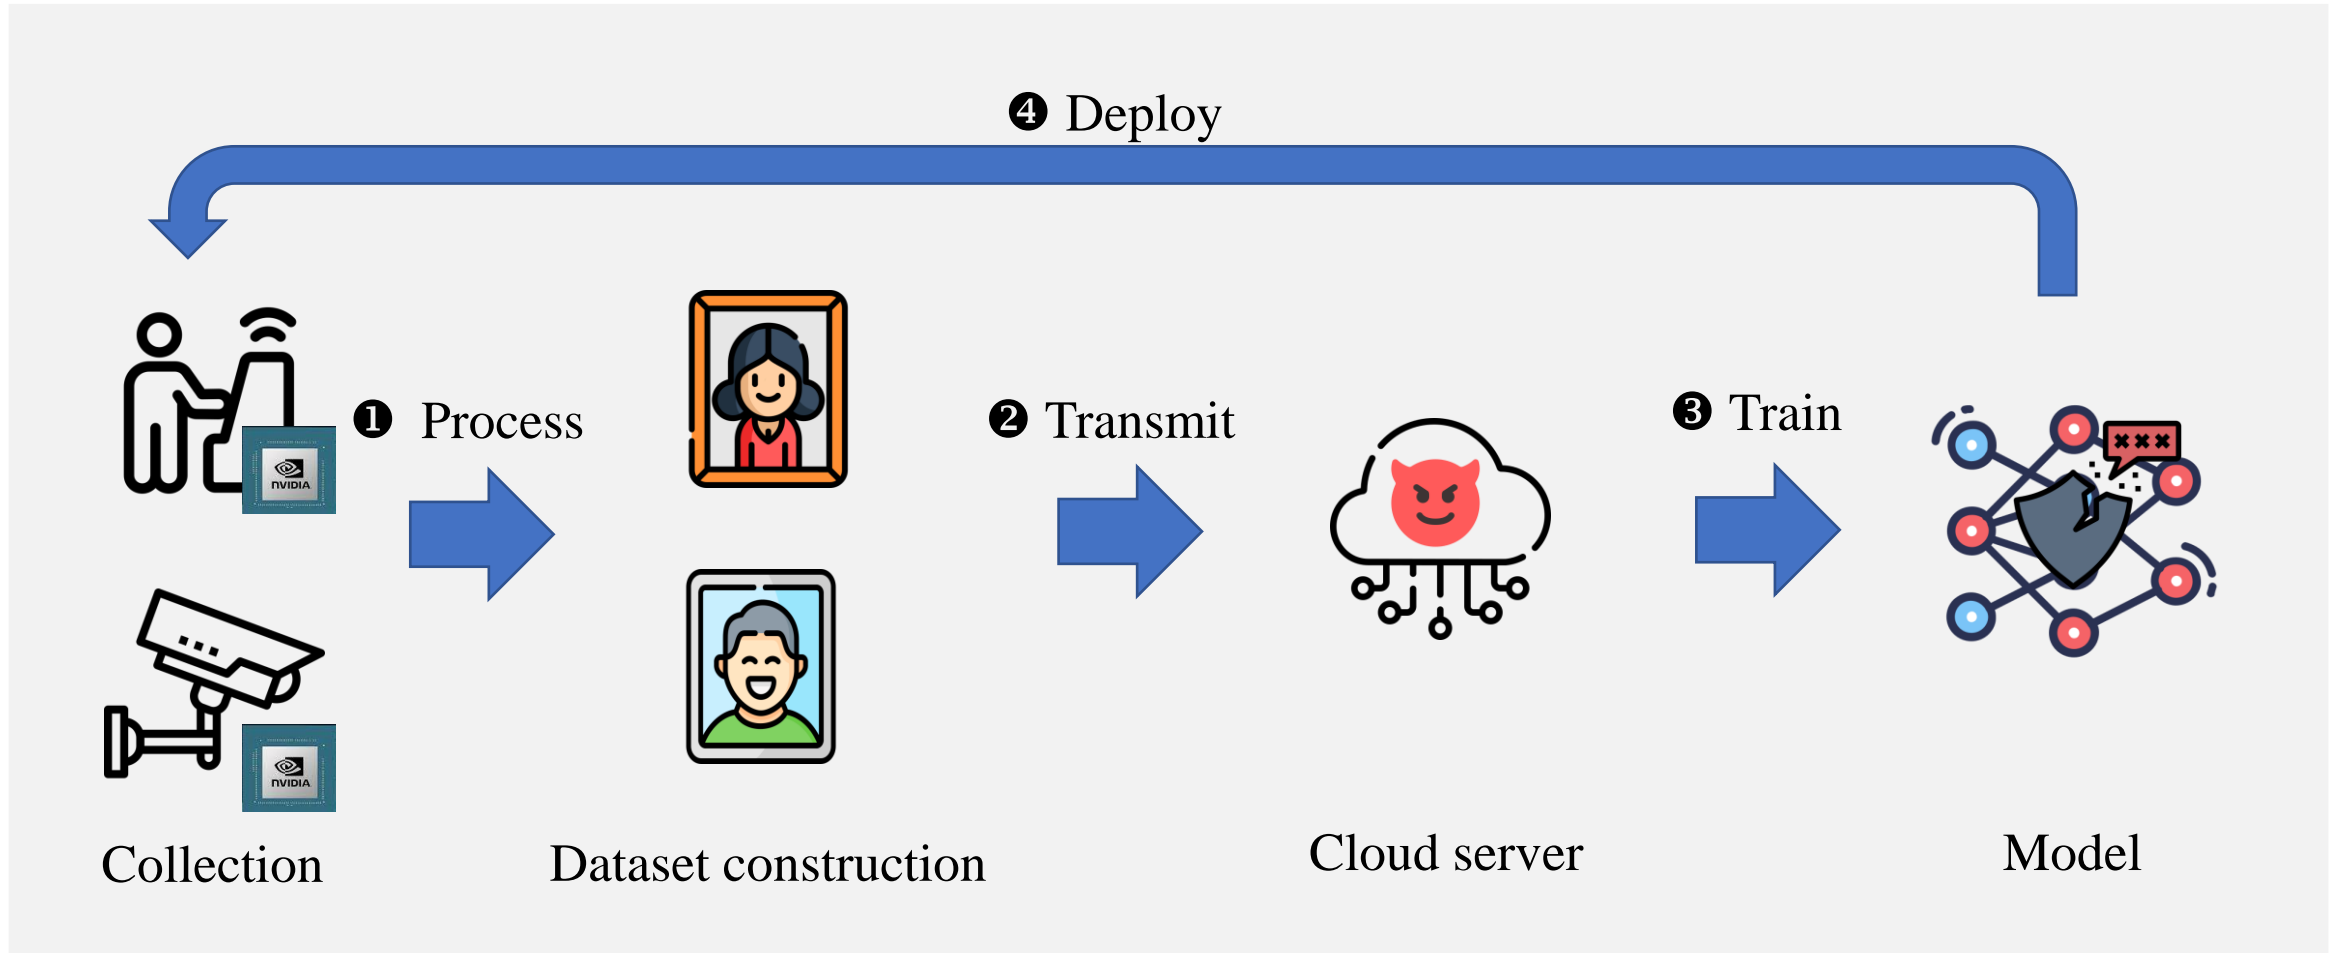 ❹ Deploy
❶ Process
❷ Transmit
❸ Train
NVIDIA
NVIDIA
Collection
Dataset construction
Cloud server
Model